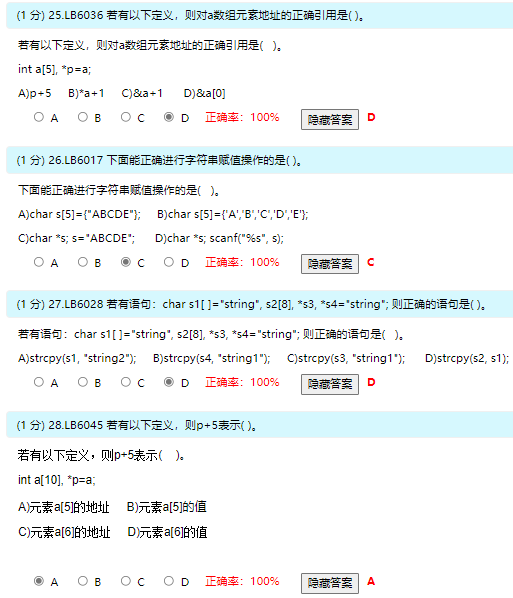 (1 分) 25.LB6036 若有以下定义，则对a数组元素地址的正确引用是( )。
若有以下定义，则对a数组元素地址的正确引用是( )。
int a[5], *p=a;
A)p+5 B)*a+1 C)&a+1 D)&a[0]
A B C D 正确率：100% 隐藏答案 D
(1 分) 26.LB6017 下面能正确进行字符串赋值操作的是( )。
下面能正确进行字符串赋值操作的是( )。
A)char s[5]={"ABCDE"}; B)char s[5]={'A','B','C','D','E'};
C)char *s; s="ABCDE"; D)char *s; scanf("%s", s);
A B C D 正确率：100% 隐藏答案 C
(1 分) 27.LB6028 若有语句：char s1[ ]="string", s2[8], *s3, *s4="string"; 则正确的语句是( )。
若有语句：char s1[ ]="string", s2[8], *s3, *s4="string"; 则正确的语句是( )。
A)strcpy(s1, "string2"); B)strcpy(s4, "string1"); C)strcpy(s3, "string1"); D)strcpy(s2, s1);
A B C D 正确率：100% 隐藏答案 D
(1 分) 28.LB6045 若有以下定义，则p+5表示( )。
若有以下定义，则p+5表示( )。
int a[10], *p=a;
A)元素a[5]的地址 B)元素a[5]的值
C)元素a[6]的地址 D)元素a[6]的值
A B C D 正确率：100% 隐藏答案 A